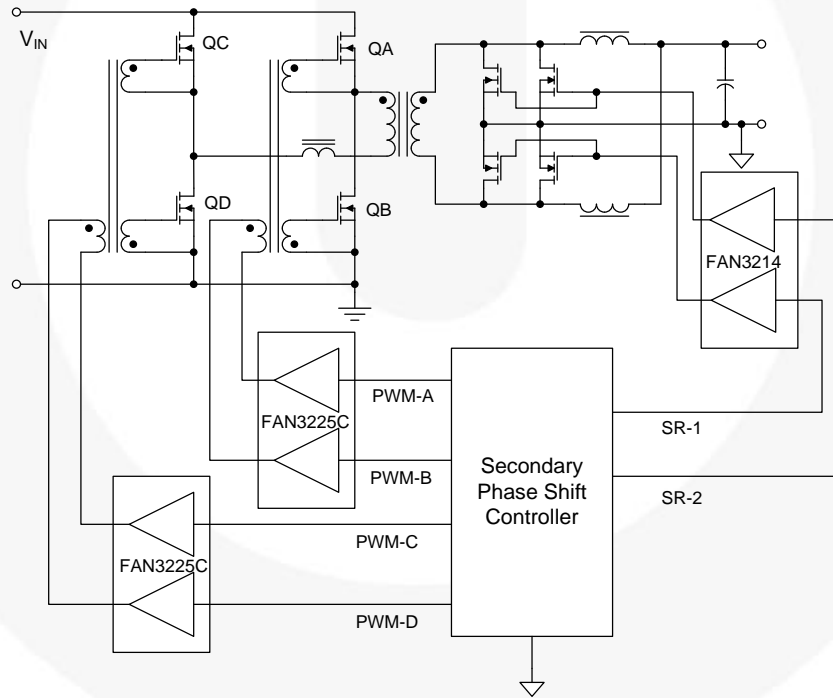 VIN
QC
QA
QD
QB
FAN3214
PWM-A
FAN3225C
SR-1
PWM-B
Secondary
Phase Shift
Controller
SR-2
PWM-C
FAN3225C
PWM-D